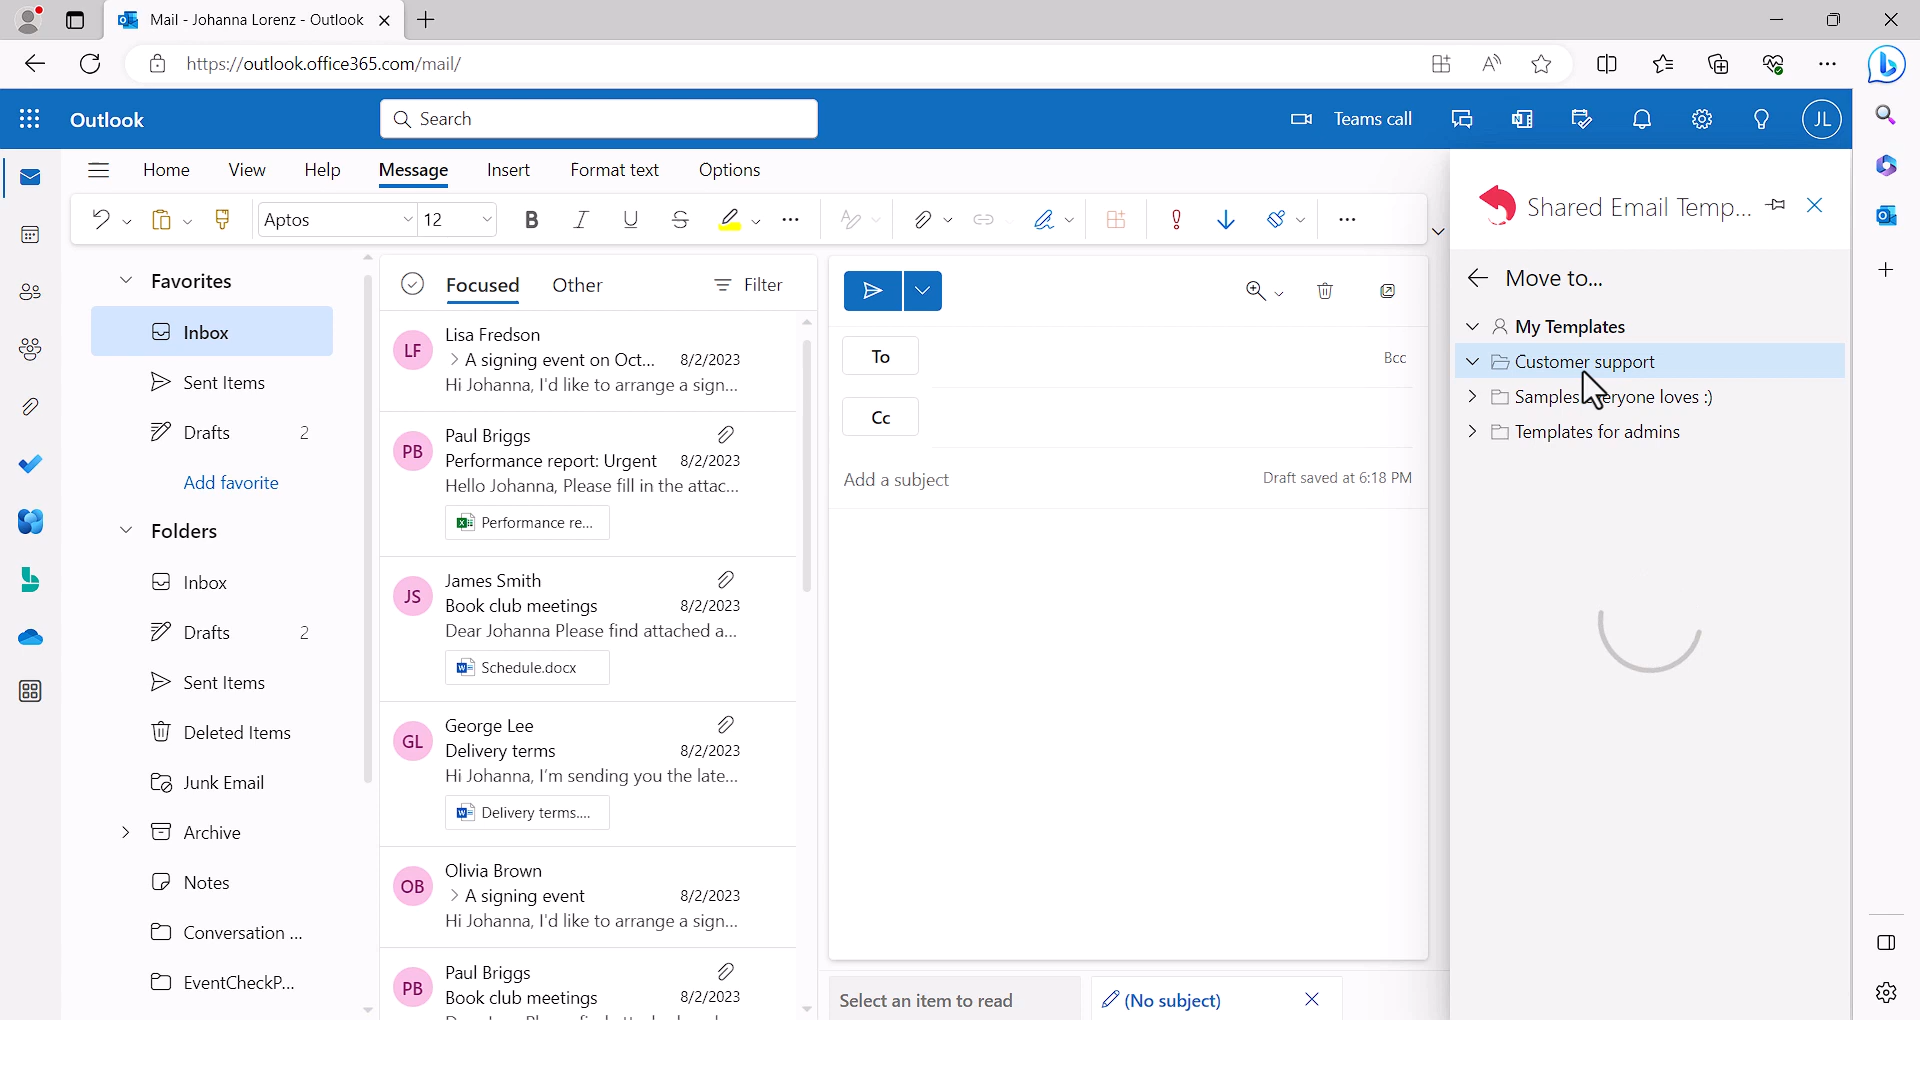 Mail - Johanna Lorenz - Outlook
https://outlook.office365.com/mail/
Outlook
Search
Teams call
JL
Home View Help Message Insert Format text Options
Aptos 12
Shared Email Temp...
Move to...
My Templates
Customer support
Templates for admins
Favorites
Inbox
Sent Items
Drafts 2
Add favorite
Folders
Inbox
Drafts 2
Sent Items
Deleted Items
Junk Email
Archive
Notes
Conversation ...
EventCheckP...
Focused Other Filter
LF
Lisa Fredson
A signing event on Oct... 8/2/2023
Hi Johanna, I'd like to arrange a sign...
PB
Paul Briggs
Performance report: Urgent 8/2/2023
Hello Johanna, Please fill in the attac...
Performance re...
JS
James Smith
Book club meetings 8/2/2023
Dear Johanna Please find attached a...
Schedule.docx
GL
George Lee
Delivery terms 8/2/2023
Hi Johanna, I'm sending you the late...
Delivery terms....
OB
Olivia Brown
A signing event 8/2/2023
Hi Johanna, I'd like to arrange a sign...
PB
Paul Briggs
Book club meetings 8/2/2023
To Bcc
Cc
Add a subject Draft saved at 6:18 PM
Select an item to read
(No subject)
Samples loves :)